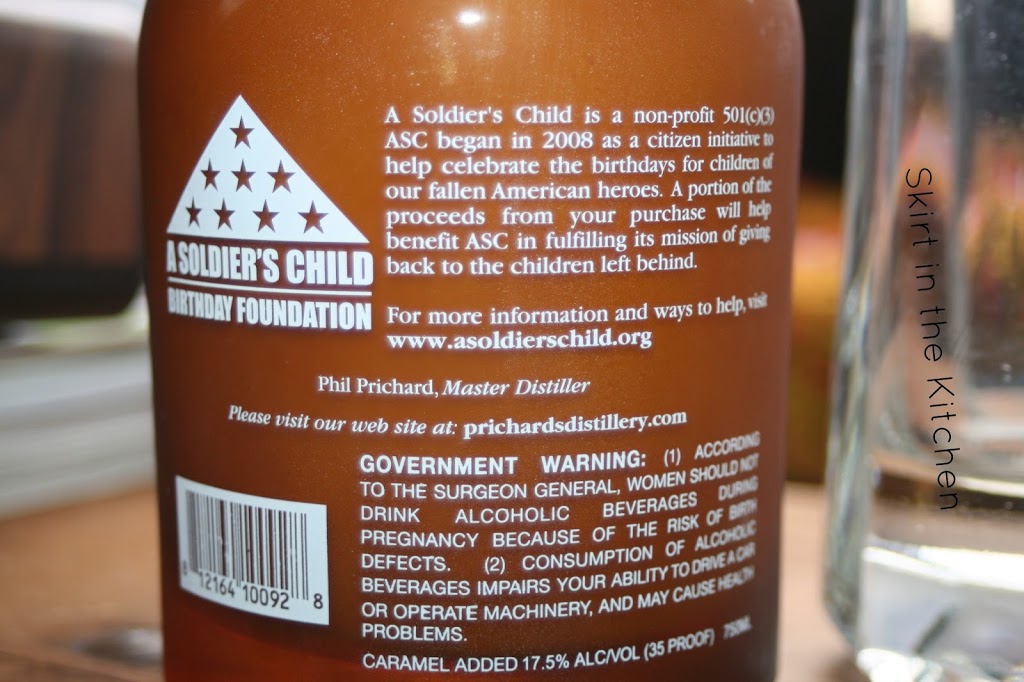 A Soldier's Child is a non-profit 501(c)(3)
ASC began in 2008 as a citizen initiative to
help celebrate the birthdays for children of
our fallen American heroes. A portion of the
proceeds from your purchase will help
benefit ASC in fulfilling its mission of giving
back to the children left behind.
A SOLDIER'S CHILD
BIRTHDAY FOUNDATION
For more information and ways to help, visit
www.asoldierschild.org
Phil Prichard, Master Distiller
Please visit our web site at: prichardsdistillery.com
GOVERNMENT WARNING: (1) ACCORDING
TO THE SURGEON GENERAL, WOMEN SHOULD NOT
DRINK ALCOHOLIC BEVERAGES DURING
PREGNANCY BECAUSE OF THE RISK OF BIRTH
DEFECTS. (2) CONSUMPTION OF ALCOHOLIC
BEVERAGES IMPAIRS YOUR ABILITY TO DRIVE A CAR
OR OPERATE MACHINERY, AND MAY CAUSE HEALTH
PROBLEMS.
CARAMEL ADDED 17.5% ALC/VOL (35 PROOF) 750ML
8 12164 10092 8
Skirt in the Kitchen